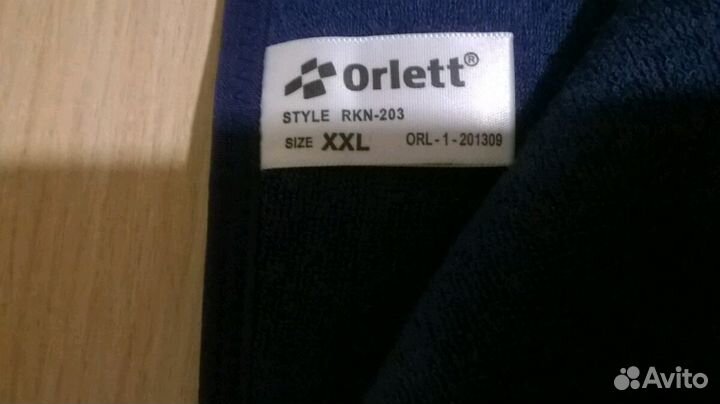 Orlett®
STYLE RKN-203
SIZE XXL ORL-1-201309
Avito